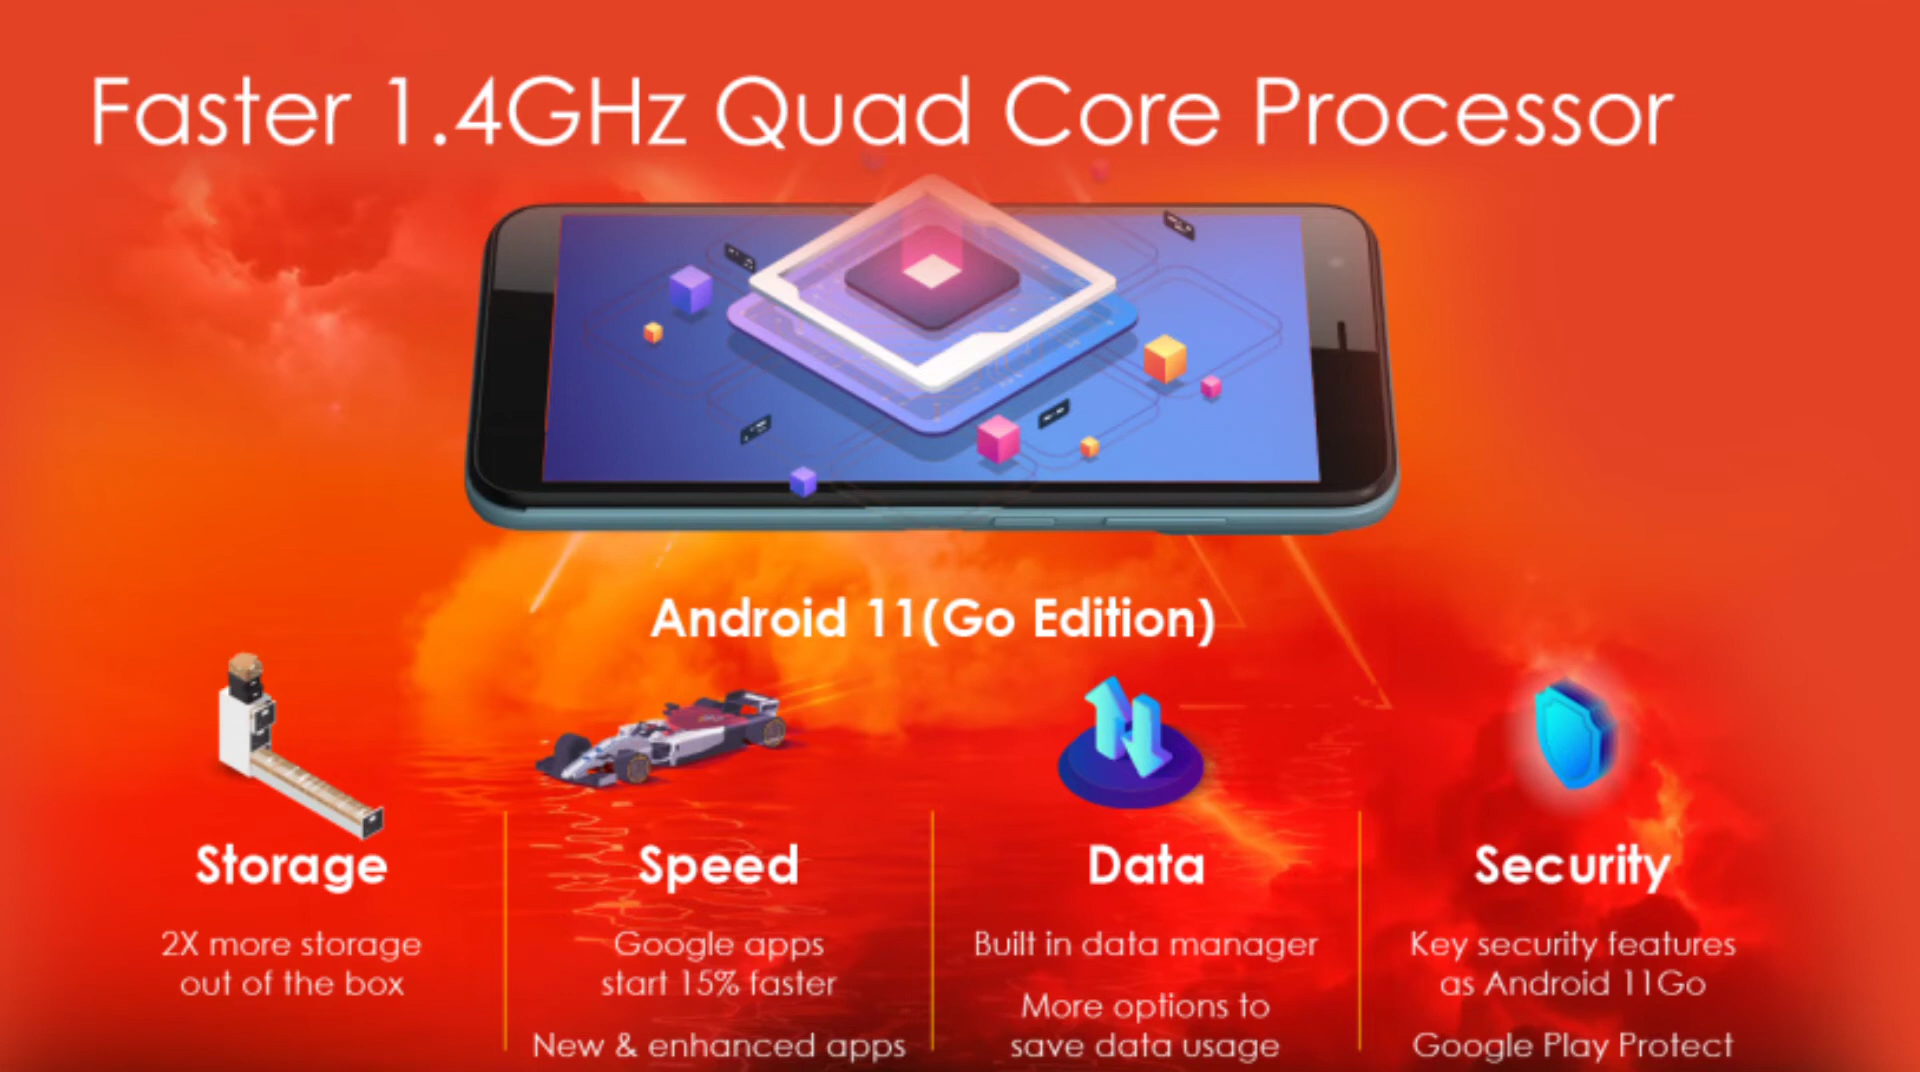 Faster 1.4GHz Quad Core Processor
Android 11(Go Edition)
Storage
2X more storage
out of the box
Speed
Google apps
start 15% faster
New & enhanced apps
Data
Built in data manager
More options to
save data usage
Security
Key security features
as Android 11Go
Google Play Protect